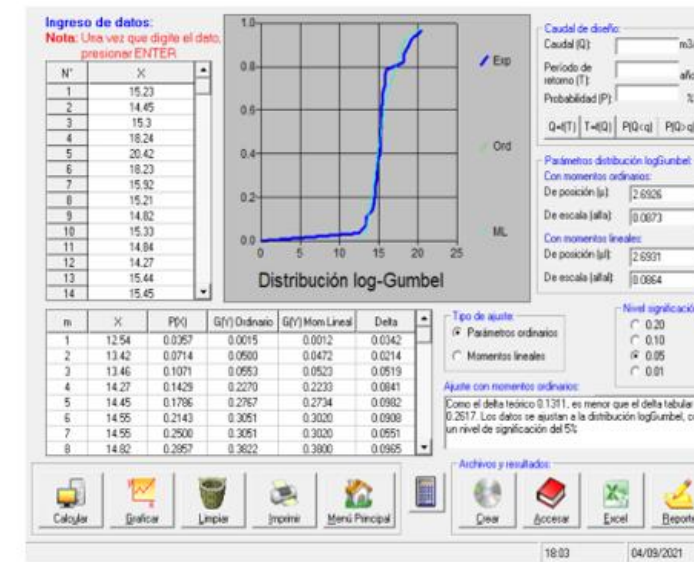 Ingreso de datos:
Nota: Una vez que digite el dato,
presionar ENTER
N° X
1 15.23
2 14.45
3 15.3
4 18.24
5 20.42
6 18.23
7 15.92
8 15.21
9 14.82
10 15.33
11 14.84
12 14.27
13 15.44
14 15.45
1.0
0.8
0.6
0.4
0.2
0.0
0 5 10 15 20 25
Distribución log-Gumbel
Exp
Ord
ML
Caudal de diseño:
Caudal (Q): m3/
Período de
retorno (T): año
Probabilidad (P): %
Q=f(T) T=f(Q) P(Q<q) P(Q>q)
Parámetros distribución logGumbel:
Con momentos ordinarios:
De posición (µ): 2.6926
De escala (alfa): 0.0873
Con momentos lineales:
De posición (µl): 2.6931
De escala (alfal): 0.0864
m X P(X) G(Y) Ordinario G(Y) Mom Lineal Delta
1 12.54 0.0357 0.0015 0.0012 0.0342
2 13.42 0.0714 0.0500 0.0472 0.0214
3 13.46 0.1071 0.0553 0.0523 0.0519
4 14.27 0.1429 0.2270 0.2233 0.0841
5 14.45 0.1786 0.2767 0.2734 0.0982
6 14.55 0.2143 0.3051 0.3020 0.0908
7 14.55 0.2500 0.3051 0.3020 0.0551
8 14.82 0.2857 0.3822 0.3800 0.0965
Tipo de ajuste:
Parámetros ordinarios
Momentos lineales
Nivel significación
0.20
0.10
0.05
0.01
Ajuste con momentos ordinarios:
Como el delta teórico 0.1311, es menor que el delta tabular
0.2617. Los datos se ajustan a la distribución logGumbel, co
un nivel de significación del 5%
Calcular
Graficar
Limpiar
Imprimir
Menú Principal
Archivos y resultados:
Crear
Accesar
Excel
Reporte
18:03 04/09/2021